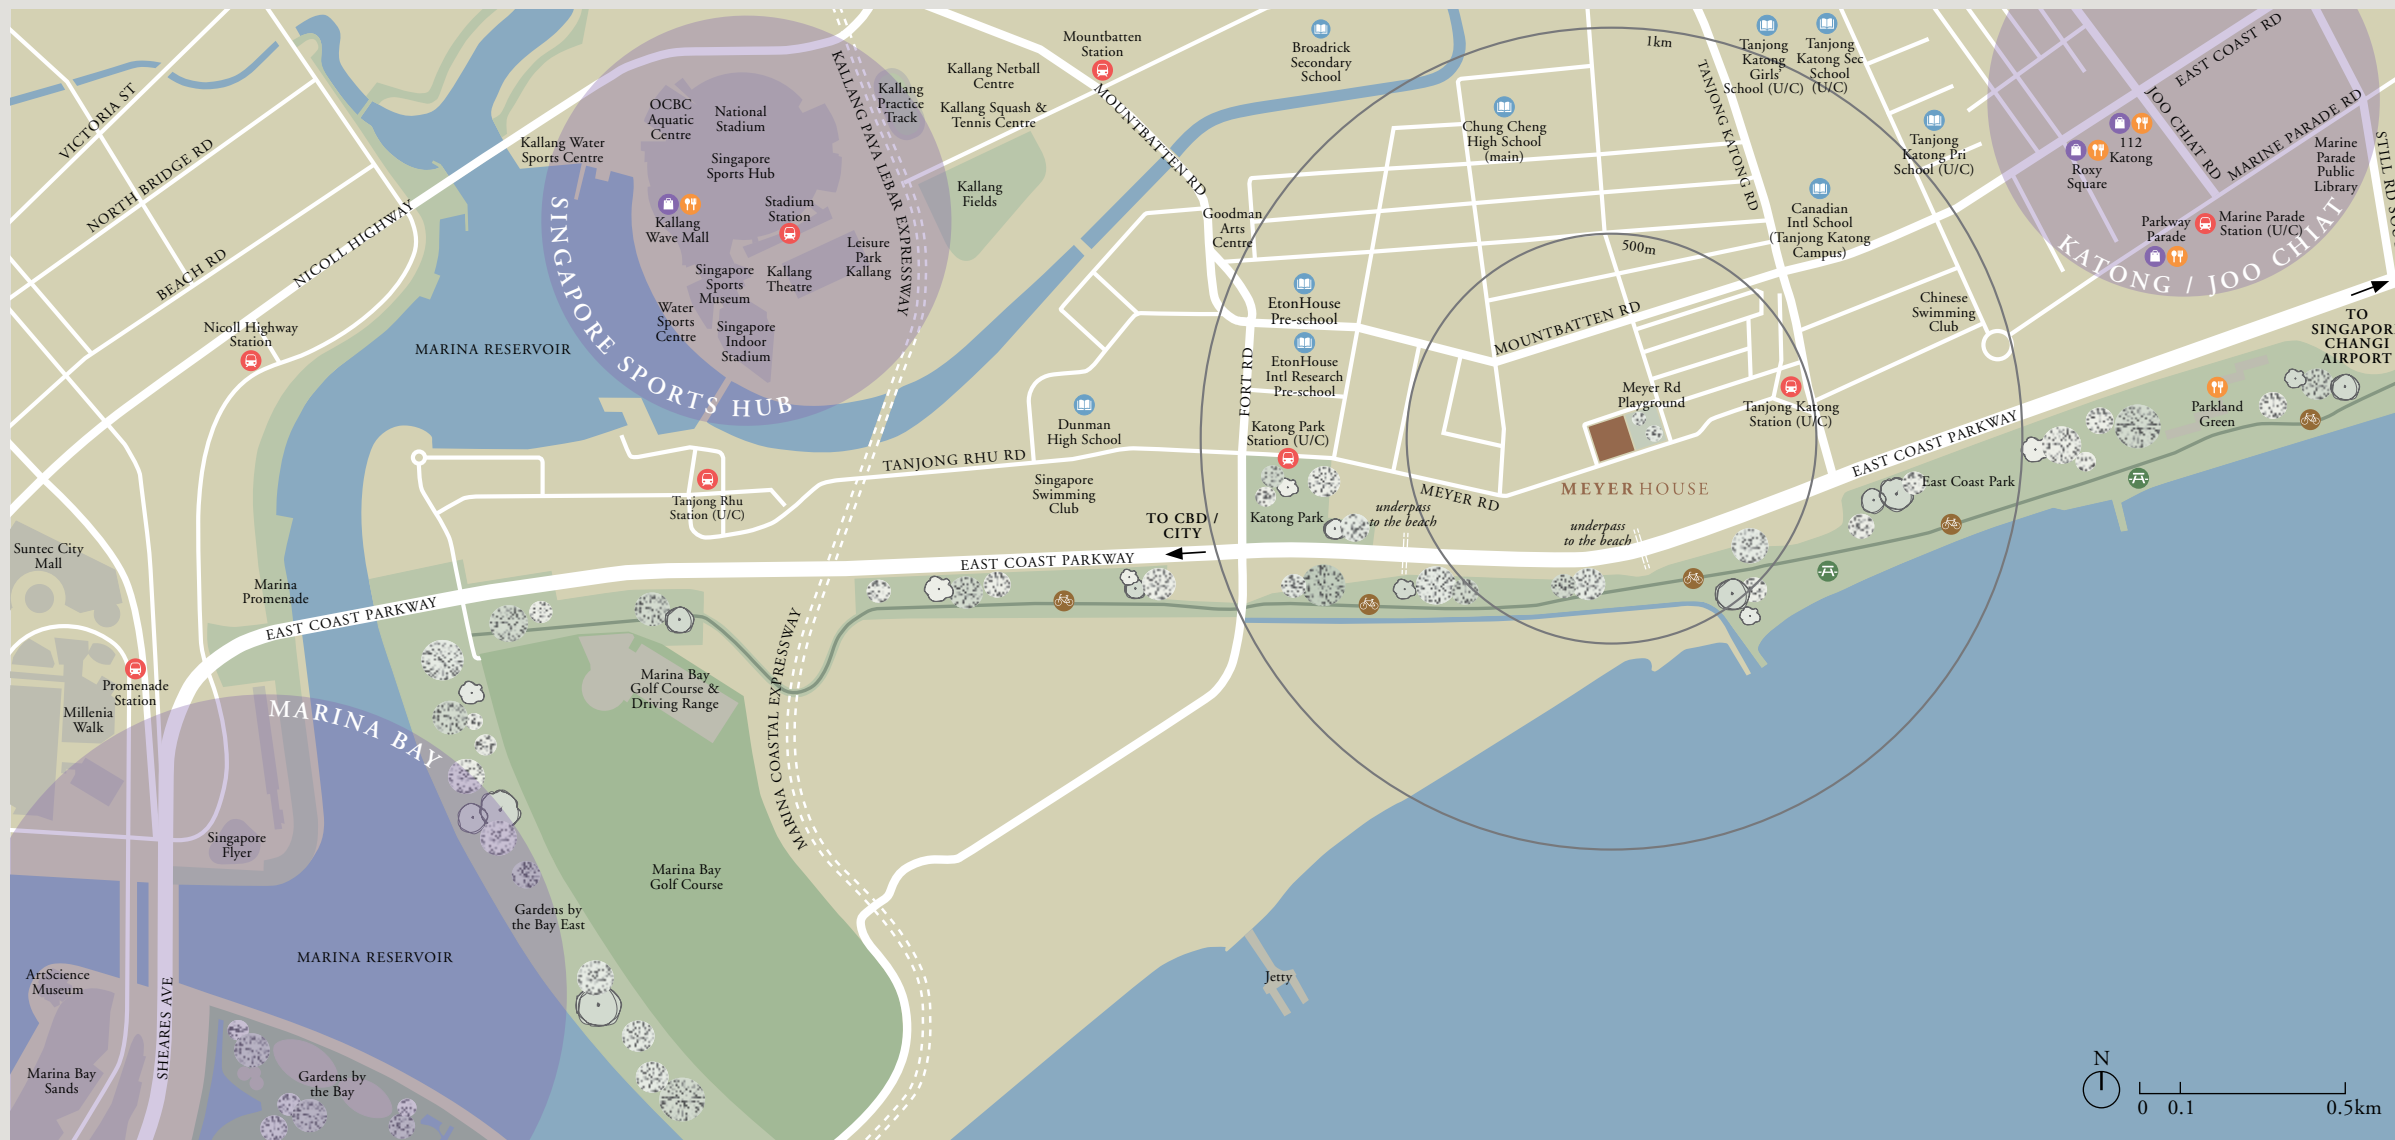 VICTORIA ST
NORTH BRIDGE RD
BEACH RD
NICOLL HIGHWAY
Nicoll Highway
Station
MARINA RESERVOIR
Kallang Water
Sports Centre
OCBC
Aquatic
Centre
National
Stadium
Singapore
Sports Hub
Kallang
Wave Mall
Stadium
Station
Leisure
Park
Kallang
Singapore
Sports
Museum
Kallang
Theatre
Water
Sports
Centre
Singapore
Indoor
Stadium
SINGAPORE SPORTS HUB
KALLANG PAYA LEBAR EXPRESSWAY
Kallang
Practice
Track
Kallang Netball
Centre
Kallang Squash &
Tennis Centre
Kallang
Fields
Mountbatten
Station
MOUNTBATTEN RD
Goodman
Arts
Centre
Broadrick
Secondary
School
1km
500m
Chung Cheng
High School
(main)
TANJONG KATONG RD
Tanjong
Katong
Girls'
School (U/C)
Tanjong
Katong Sec
School
(U/C)
Tanjong
Katong Pri
School (U/C)
Canadian
Intl School
(Tanjong Katong
Campus)
Chinese
Swimming
Club
EAST COAST RD
JOO CHIAT RD
MARINE PARADE RD
112
Katong
Roxy
Square
Marine
Parade
Public
Library
Parkway
Parade
Marine Parade
Station (U/C)
KATONG / JOO CHIAT
TO
SINGAPOR
CHANGI
AIRPORT
Parkland
Green
EtonHouse
Pre-school
EtonHouse
Intl Research
Pre-school
FORT RD
MOUNTBATTEN RD
Meyer Rd
Playground
Tanjong Katong
Station (U/C)
Katong Park
Station (U/C)
Dunman
High School
TANJONG RHU RD
Tanjong Rhu
Station (U/C)
Singapore
Swimming
Club
Katong Park
MEYER RD
MEYER HOUSE
underpass
to the beach
underpass
to the beach
EAST COAST PARKWAY
East Coast Park
TO CBD /
CITY
EAST COAST PARKWAY
EAST COAST PARKWAY
Suntec City
Mall
Marina
Promenade
Promenade
Station
Millenia
Walk
MARINA BAY
Marina Bay
Golf Course &
Driving Range
MARINA COASTAL EXPRESSWAY
Singapore
Flyer
Marina Bay
Golf Course
Gardens by
the Bay East
MARINA RESERVOIR
ArtScience
Museum
SHEARES AVE
Marina Bay
Sands
Gardens by
the Bay
Jetty
N
0 0.1 0.5km